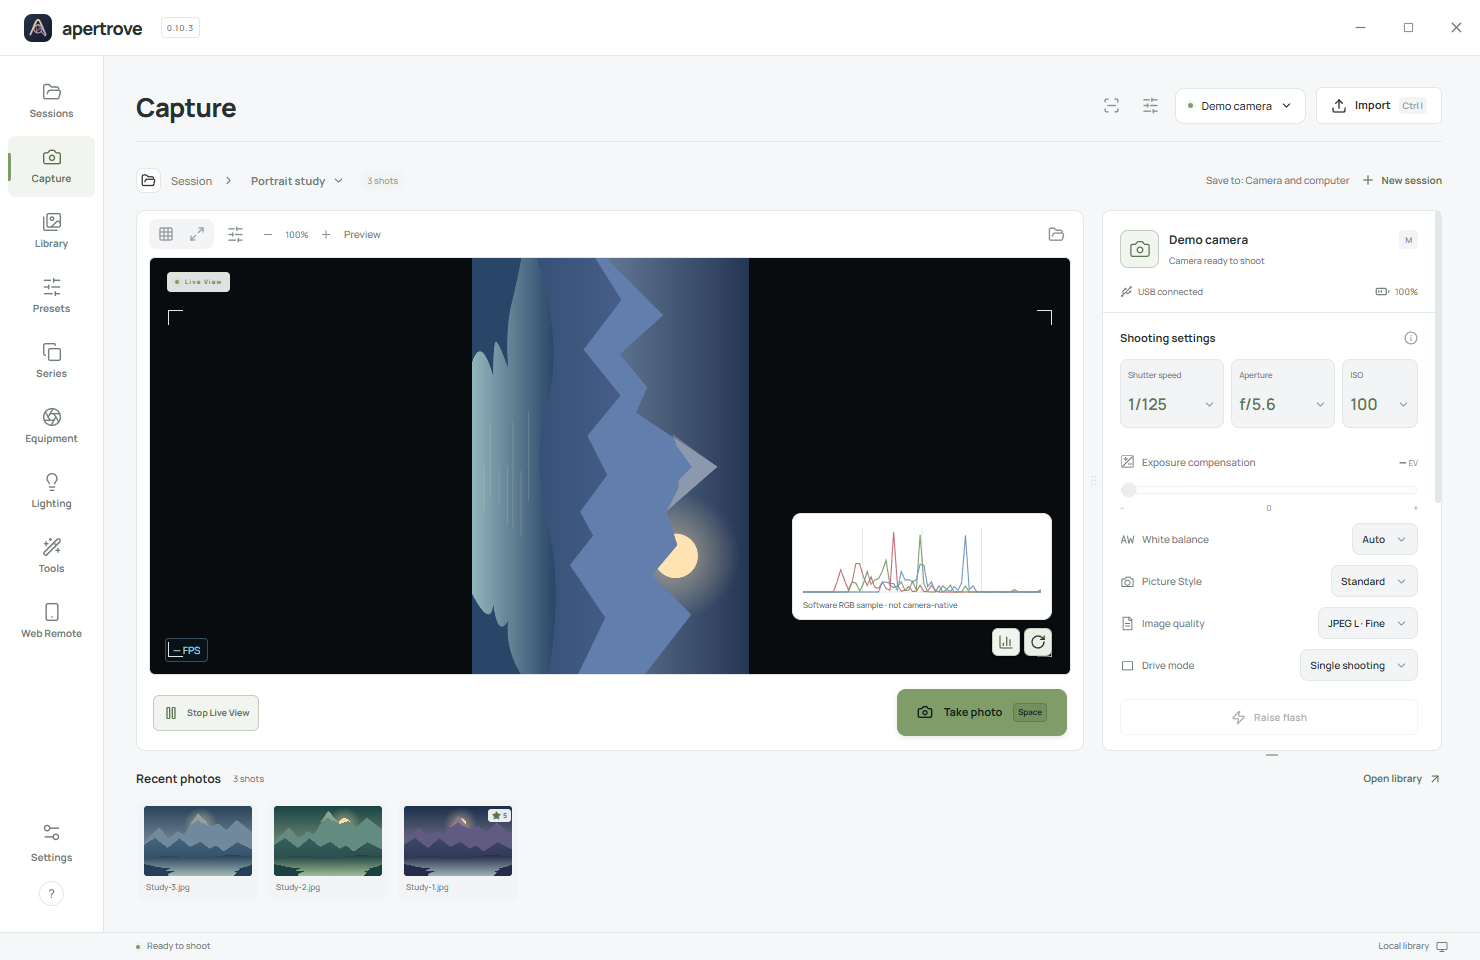 apertrove 0.10.3
Sessions
Capture
Library
Presets
Series
Equipment
Lighting
Tools
Web Remote
Settings
?
Capture
Demo camera
Import Ctrl I
Session Portrait study 3 shots
Save to: Camera and computer + New session
− 100% + Preview
Live View
Software RGB sample · not camera-native
— FPS
Stop Live View
Take photo Space
Demo camera M
Camera ready to shoot
USB connected 100%
Shooting settings
Shutter speed Aperture ISO
1/125 f/5.6 100
Exposure compensation — EV
− 0 +
AW White balance Auto
Picture Style Standard
Image quality JPEG L · Fine
Drive mode Single shooting
Raise flash
Recent photos 3 shots
Open library
5
Study-3.jpg Study-2.jpg Study-1.jpg
Ready to shoot
Local library